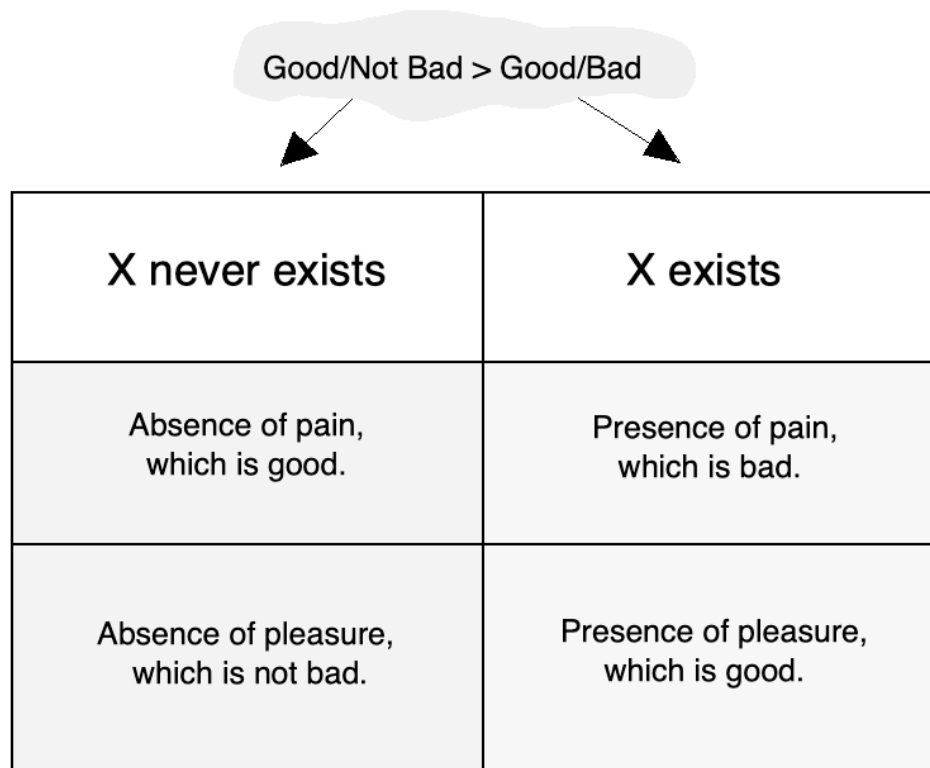 Good/Not Bad > Good/Bad
X never exists
X exists
Absence of pain,
which is good.
Presence of pain,
which is bad.
Absence of pleasure,
which is not bad.
Presence of pleasure,
which is good.